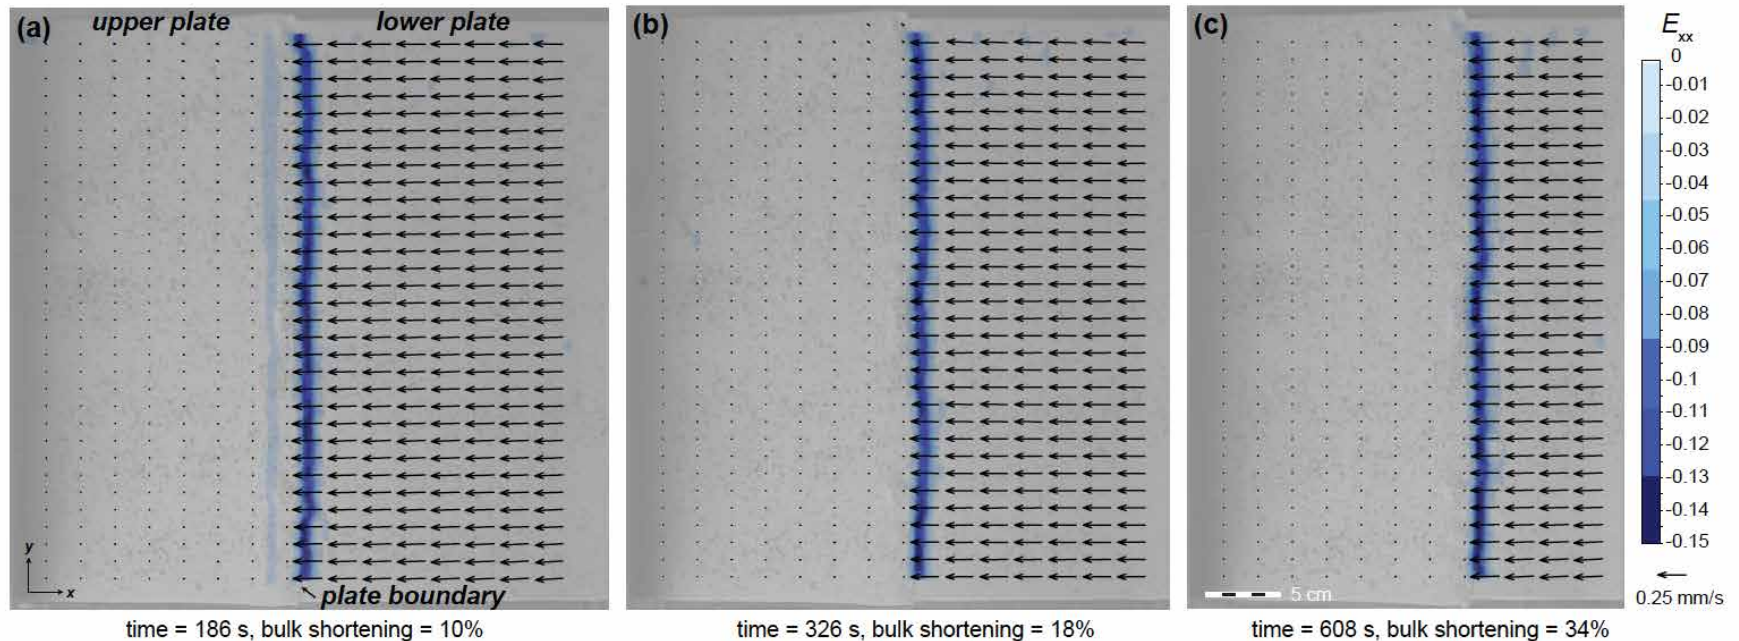 (a) upper plate lower plate
(b)
(c)
E_xx
0
-0.01
-0.02
-0.03
-0.04
-0.05
-0.06
-0.07
-0.08
-0.09
-0.1
-0.11
-0.12
-0.13
-0.14
-0.15
0.25 mm/s
y
x
plate boundary
5 cm
time = 186 s, bulk shortening = 10%
time = 326 s, bulk shortening = 18%
time = 608 s, bulk shortening = 34%